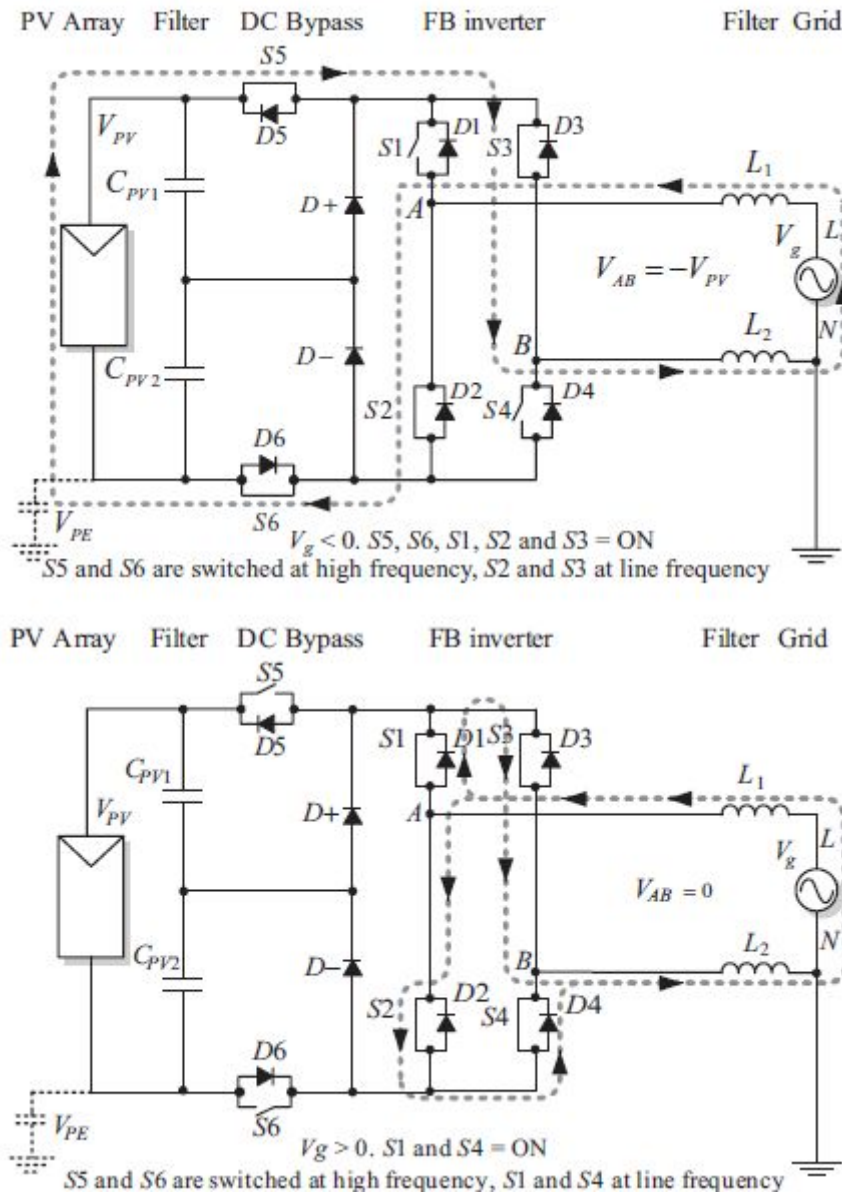 PV Array Filter DC Bypass FB inverter Filter Grid
S5
D5
V_PV
C_PV1
D+
S1
D1
S3
D3
A
L_1
V_g
L
V_AB = -V_PV
B
L_2
N
D-
C_PV2
S2
D2
S4
D4
D6
S6
V_PE
V_g < 0. S5, S6, S1, S2 and S3 = ON
S5 and S6 are switched at high frequency, S2 and S3 at line frequency
PV Array Filter DC Bypass FB inverter Filter Grid
S5
D5
S1
D1
S3
D3
C_PV1
V_PV
D+
A
L_1
L
V_g
V_AB = 0
C_PV2
D-
B
L_2
N
S2
D2
S4
D4
D6
S6
V_PE
Vg > 0. S1 and S4 = ON
S5 and S6 are switched at high frequency, S1 and S4 at line frequency